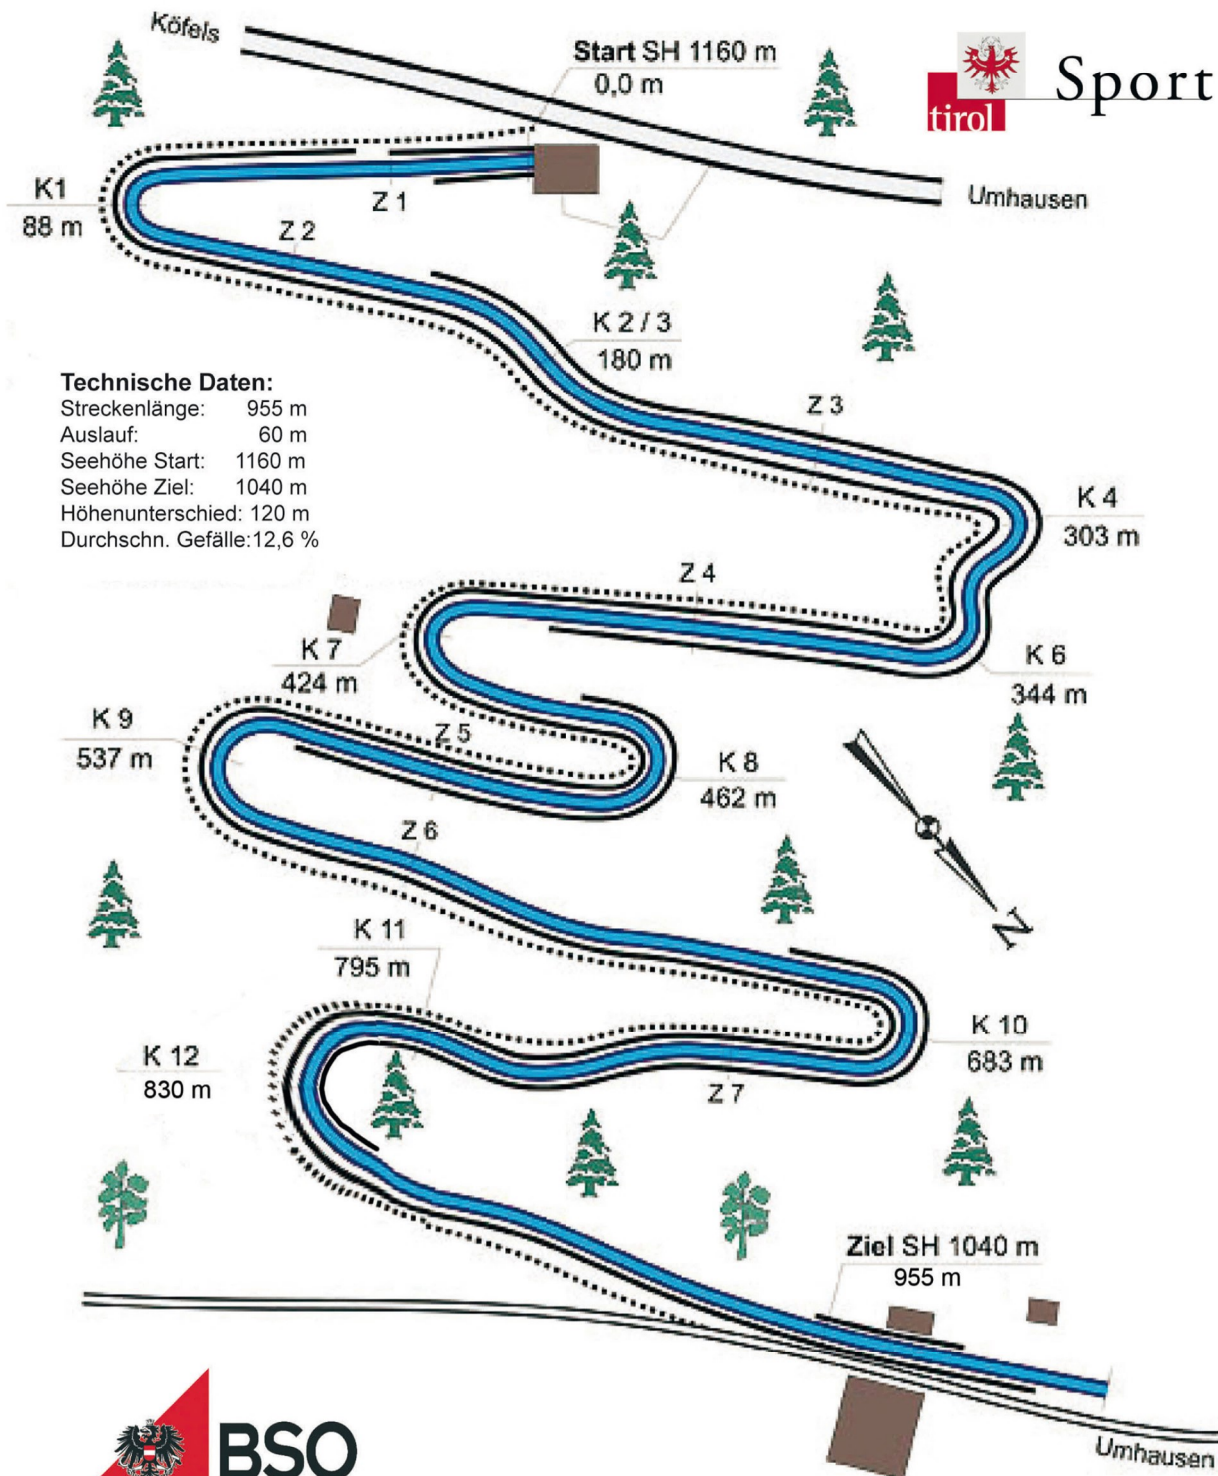 Köfels
Start SH 1160 m
0,0 m
tirol
Sport
Umhausen
K1
88 m
Z 1
Z 2
K 2 / 3
180 m
Technische Daten:
Streckenlänge: 955 m
Auslauf: 60 m
Seehöhe Start: 1160 m
Seehöhe Ziel: 1040 m
Höhenunterschied: 120 m
Durchschn. Gefälle:12,6 %
Z 3
K 4
303 m
Z 4
K 7
424 m
K 6
344 m
K 9
537 m
Z 5
K 8
462 m
Z 6
N
K 11
795 m
K 10
683 m
K 12
830 m
Z 7
Ziel SH 1040 m
955 m
BSO
Umhausen